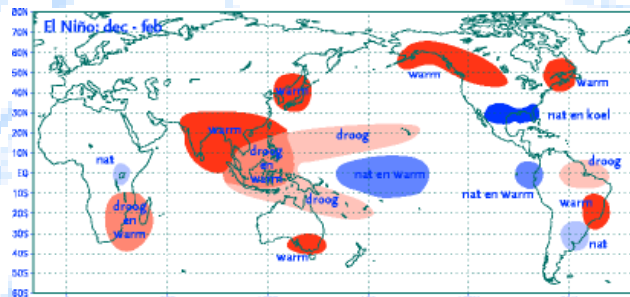 80N
70N
60N
50N
40N
30N
20N
10N
EQ
10S
20S
30S
40S
50S
60S
El Niño: dec - feb
warm
warm
warm
nat en koel
warm
droog
droog
en
warm
nat
nat en warm
droog
nat en warm
droog
droog
en
warm
warm
nat
warm